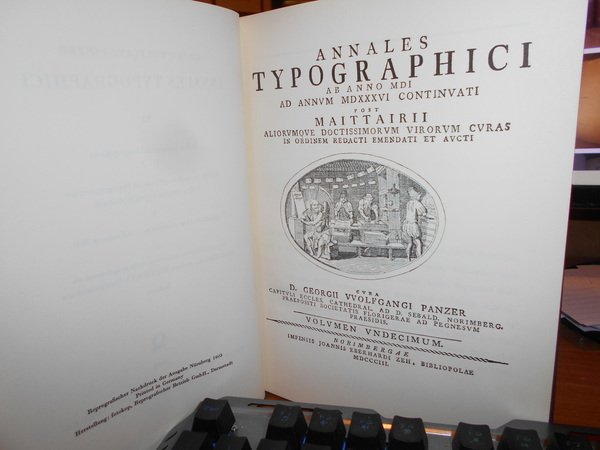 Reprografischer Nachdruck der Ausgabe Nürnberg 1803
Printed in Germany
Herstellung: fotokop, Reprografischer Betrieb GmbH., Darmstadt
ANNALES
TYPOGRAPHICI
AB ANNO MDI
AD ANNVM MDXXXVI CONTINVATI
POST
MAITTAIRII
ALIORVMQVE DOCTISSIMORVM VIRORVM CVRAS
IN ORDINEM REDACTI EMENDATI ET AVCTI
CVRA
D. GEORGII VVOLFGANGI PANZER
CAPITVLI ECCLES. CATHEDRAL. AD D. SEBALD. NORIMBERG.
PRAEPOSITI SOCIETATIS FLORIGERAE AD PEGNESVM
PRAESIDIS.
VOLVMEN VNDECIMVM.
NORIMBERGAE
IMPENSIS JOANNIS EBERHARDI ZEH, BIBLIOPOLAE
MDCCCIII.